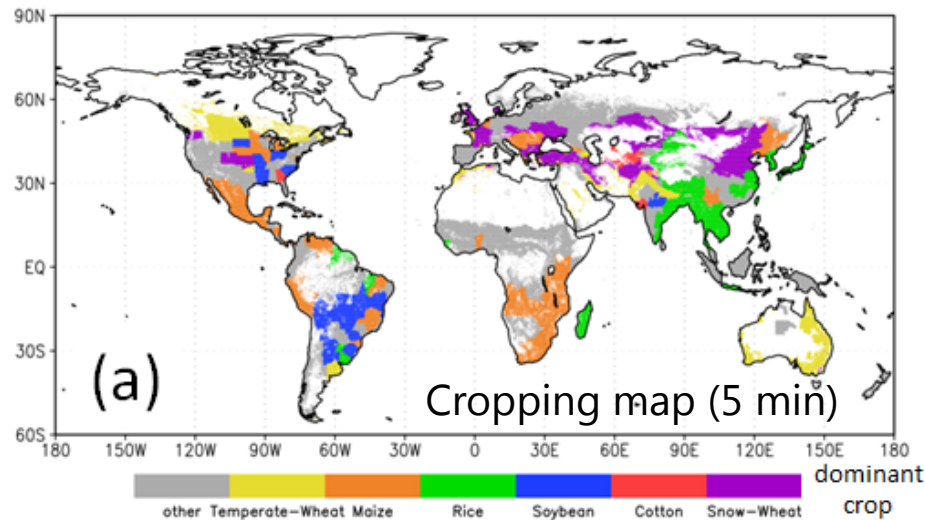 90N
60N
30N
EQ
30S
60S
(a)
Cropping map (5 min)
180 150W 120W 90W 60W 30W 0 30E 60E 90E 120E 150E 180
dominant
crop
other Temperate-Wheat Maize Rice Soybean Cotton Snow-Wheat